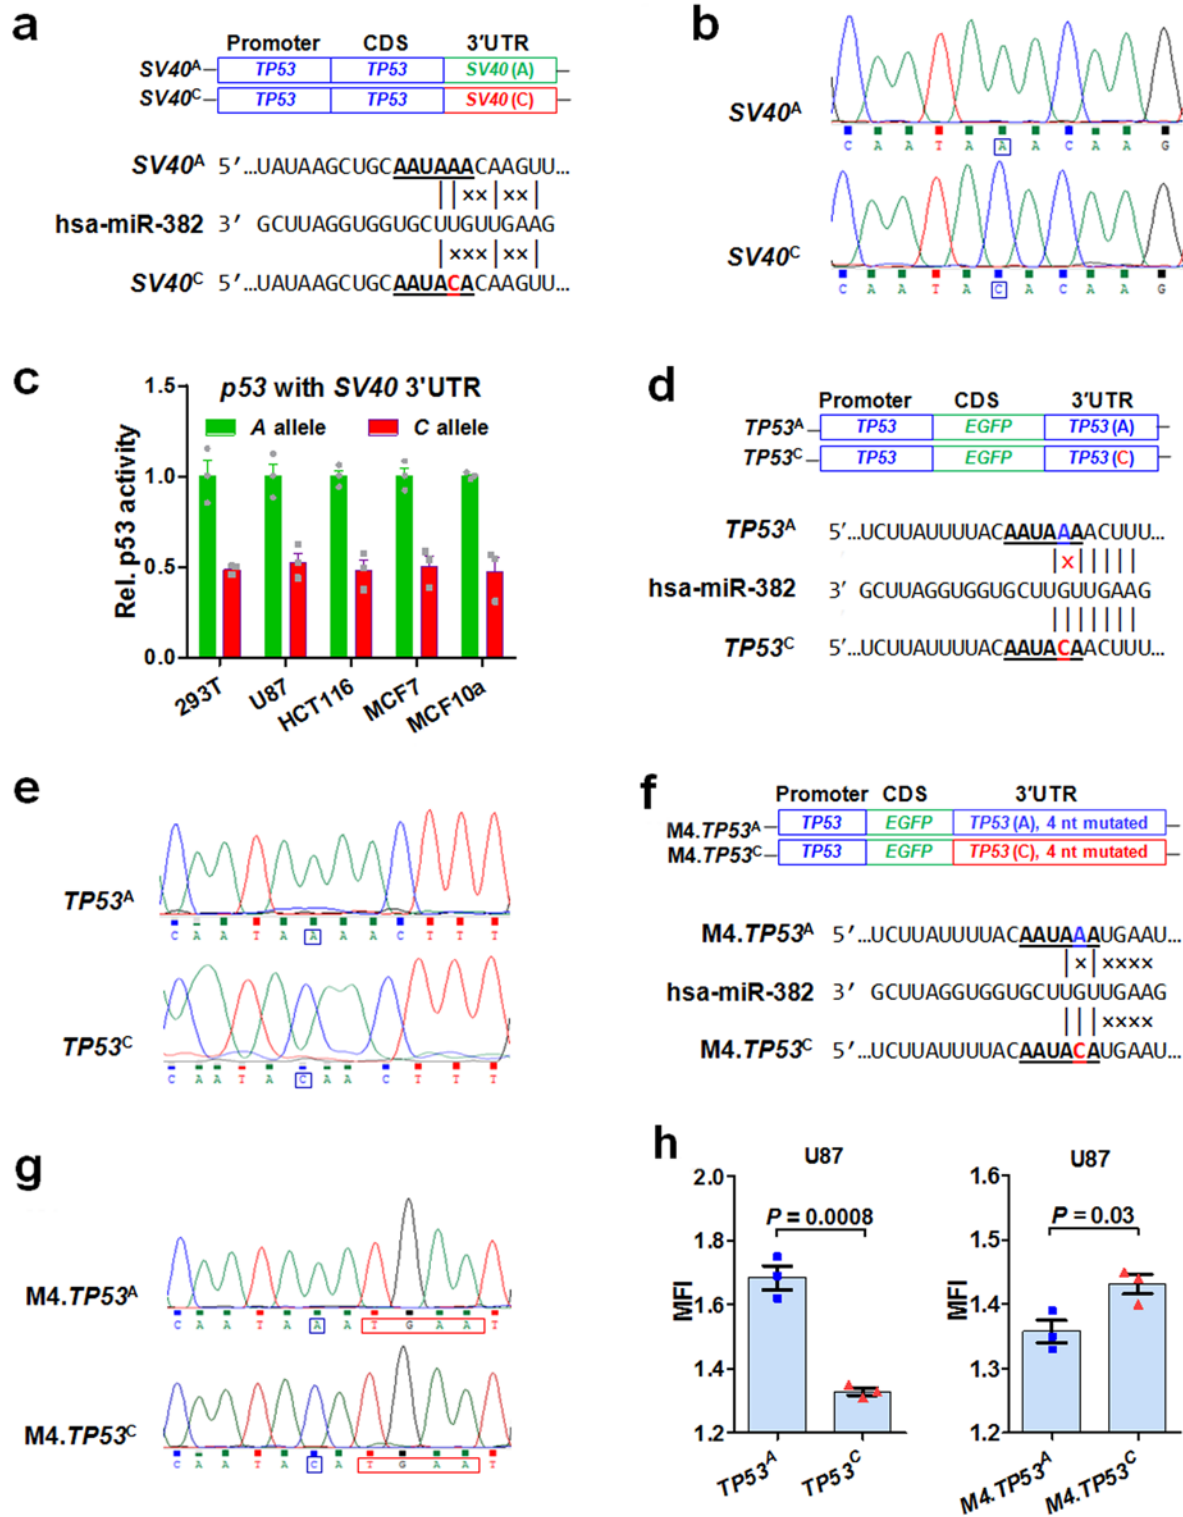 a
Promoter CDS 3′UTR
SV40A TP53 TP53 SV40 (A)
SV40C TP53 TP53 SV40 (C)
SV40A 5′ …UAUAAGCUGCAAUAAACAAGUU…
||××|××|
hsa-miR-382 3′ GCUUAGGUGGUGCUUGUUGAAG
|×××|××|
SV40C 5′ …UAUAAGCUGCAAUACACAAGUU…
b
SV40A
C A A T A A A C A A G
SV40C
C A A T A C A C A A G
c
p53 with SV40 3'UTR
A allele C allele
Rel. p53 activity
1.5
1.0
0.5
0.0
293T U87 HCT116 MCF7 MCF10a
d
Promoter CDS 3′UTR
TP53A TP53 EGFP TP53 (A)
TP53C TP53 EGFP TP53 (C)
TP53A 5′…UCUUAUUUUACAAUAAAACUUU…
|x|||||
hsa-miR-382 3′ GCUUAGGUGGUGCUUGUUGAAG
|||||||
TP53C 5′…UCUUAUUUUACAAUACAACUUU…
e
TP53A
C A A T A A A A C T T T
TP53C
C A A T A C A A C T T T
f
Promoter CDS 3′UTR
M4.TP53A TP53 EGFP TP53 (A), 4 nt mutated
M4.TP53C TP53 EGFP TP53 (C), 4 nt mutated
M4.TP53A 5′…UCUUAUUUUACAAUAAAUGAAU…
|×|××××
hsa-miR-382 3′ GCUUAGGUGGUGCUUGUUGAAG
|||××××
M4.TP53C 5′…UCUUAUUUUACAAUACAUGAAU…
g
M4.TP53A
C A A T A A A T G A A T
M4.TP53C
C A A T A C A T G A A T
h
U87
P = 0.0008
MFI
2.0
1.8
1.6
1.4
1.2
TP53A TP53C
U87
P = 0.03
MFI
1.6
1.5
1.4
1.3
1.2
M4.TP53A M4.TP53C